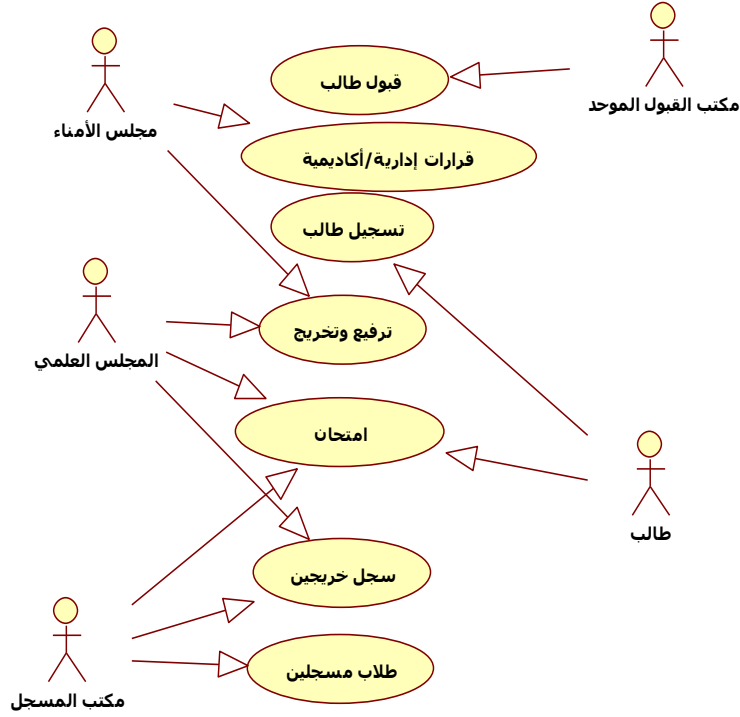 قبول طالب
مكتب القبول الموحد
مجلس الأمناء
قرارات إدارية/أكاديمية
تسجيل طالب
ترفيع وتخريج
المجلس العلمي
امتحان
طالب
سجل خريجين
طلاب مسجلين
مكتب المسجل